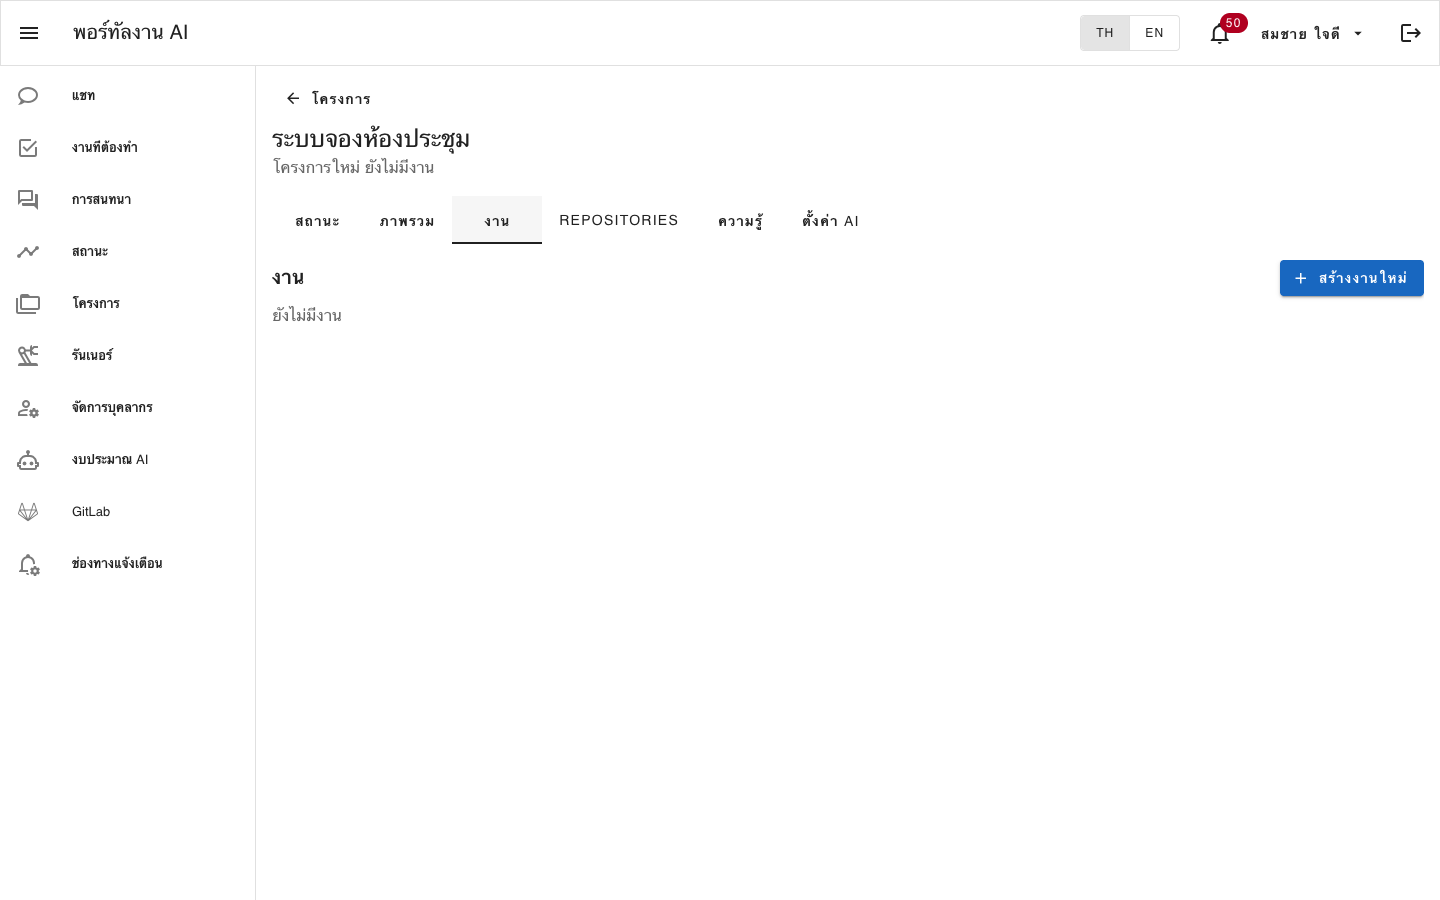 พอร์ทัลงาน AI
TH
EN
50
สมชาย ใจดี
แชท
งานที่ต้องทำ
การสนทนา
สถานะ
โครงการ
รันเนอร์
จัดการบุคลากร
งบประมาณ AI
GitLab
ช่องทางแจ้งเตือน
โครงการ
ระบบจองห้องประชุม
โครงการใหม่ ยังไม่มีงาน
สถานะ
ภาพรวม
งาน
REPOSITORIES
ความรู้
ตั้งค่า AI
งาน
สร้างงานใหม่
ยังไม่มีงาน